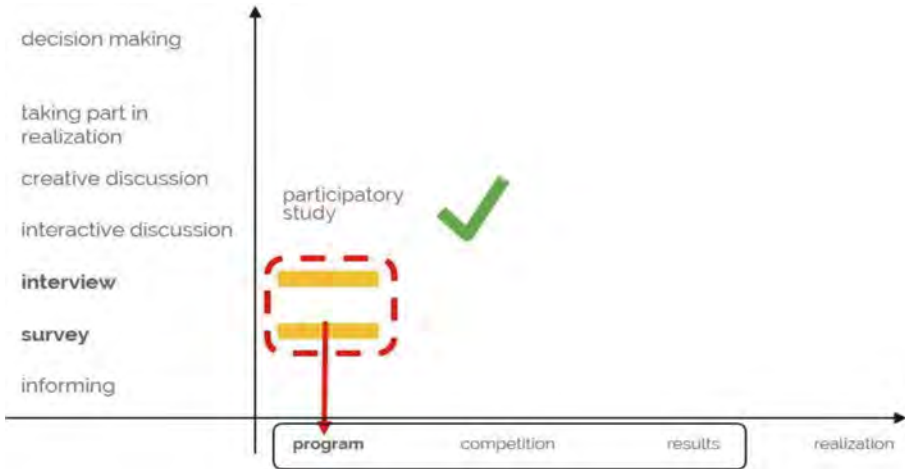 decision making
taking part in
realization
creative discussion
participatory
study
interactive discussion
interview
survey
informing
program competition results realization